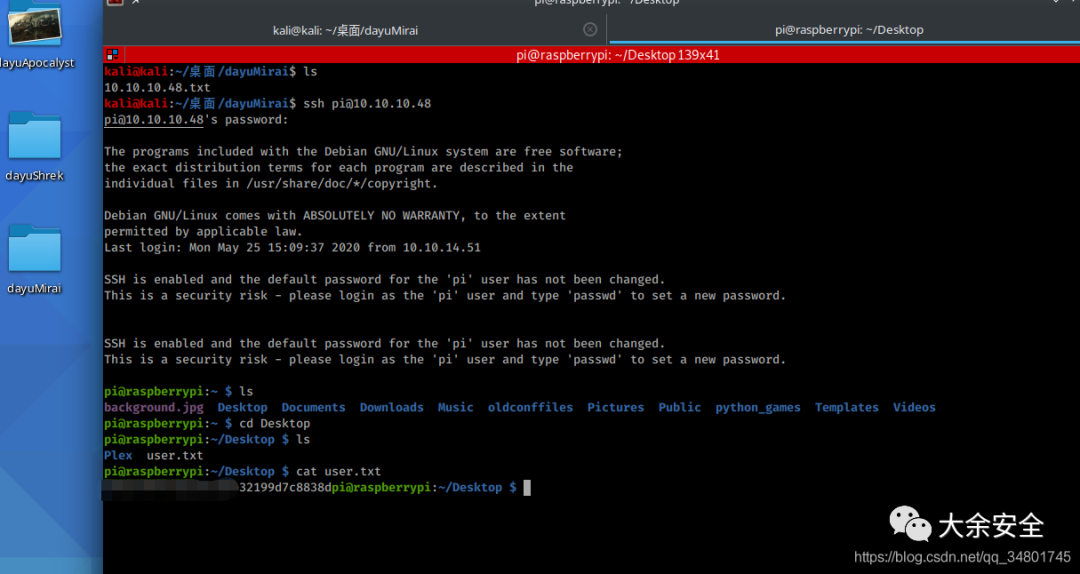 pi@raspberrypi: ~/Desktop
kali@kali: ~/桌面/dayuMirai
pi@raspberrypi: ~/Desktop
pi@raspberrypi: ~/Desktop 139x41
dayuApocalyst
dayuShrek
dayuMirai
kali@kali:~/桌面/dayuMirai$ ls
10.10.10.48.txt
kali@kali:~/桌面/dayuMirai$ ssh pi@10.10.10.48
pi@10.10.10.48's password:
The programs included with the Debian GNU/Linux system are free software;
the exact distribution terms for each program are described in the
individual files in /usr/share/doc/*/copyright.
Debian GNU/Linux comes with ABSOLUTELY NO WARRANTY, to the extent
permitted by applicable law.
Last login: Mon May 25 15:09:37 2020 from 10.10.14.51
SSH is enabled and the default password for the 'pi' user has not been changed.
This is a security risk - please login as the 'pi' user and type 'passwd' to set a new password.
SSH is enabled and the default password for the 'pi' user has not been changed.
This is a security risk - please login as the 'pi' user and type 'passwd' to set a new password.
pi@raspberrypi:~ $ ls
background.jpg Desktop Documents Downloads Music oldconffiles Pictures Public python_games Templates Videos
pi@raspberrypi:~ $ cd Desktop
pi@raspberrypi:~/Desktop $ ls
Plex user.txt
pi@raspberrypi:~/Desktop $ cat user.txt
32199d7c8838dpi@raspberrypi:~/Desktop $
大余安全
https://blog.csdn.net/qq_34801745